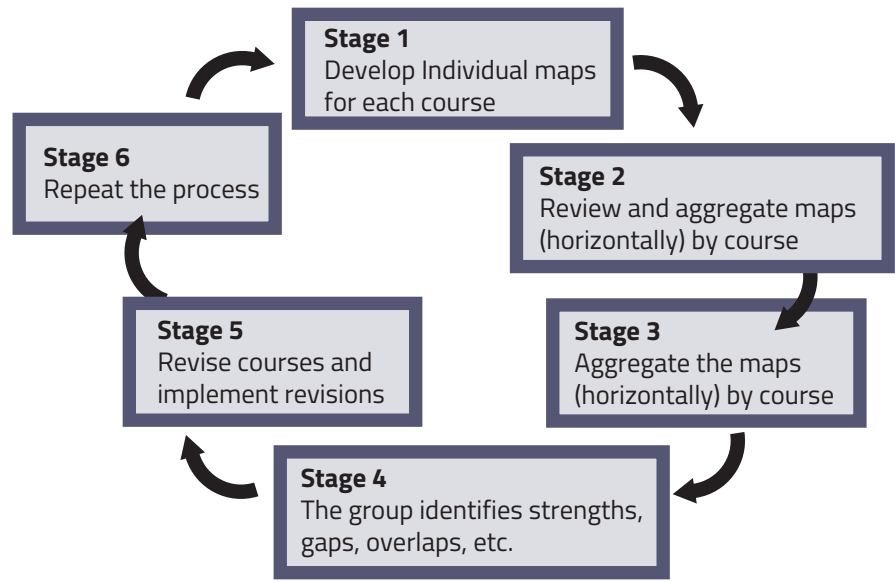 Stage 1
Develop Individual maps
for each course
Stage 2
Review and aggregate maps
(horizontally) by course
Stage 3
Aggregate the maps
(horizontally) by course
Stage 4
The group identifies strengths,
gaps, overlaps, etc.
Stage 5
Revise courses and
implement revisions
Stage 6
Repeat the process